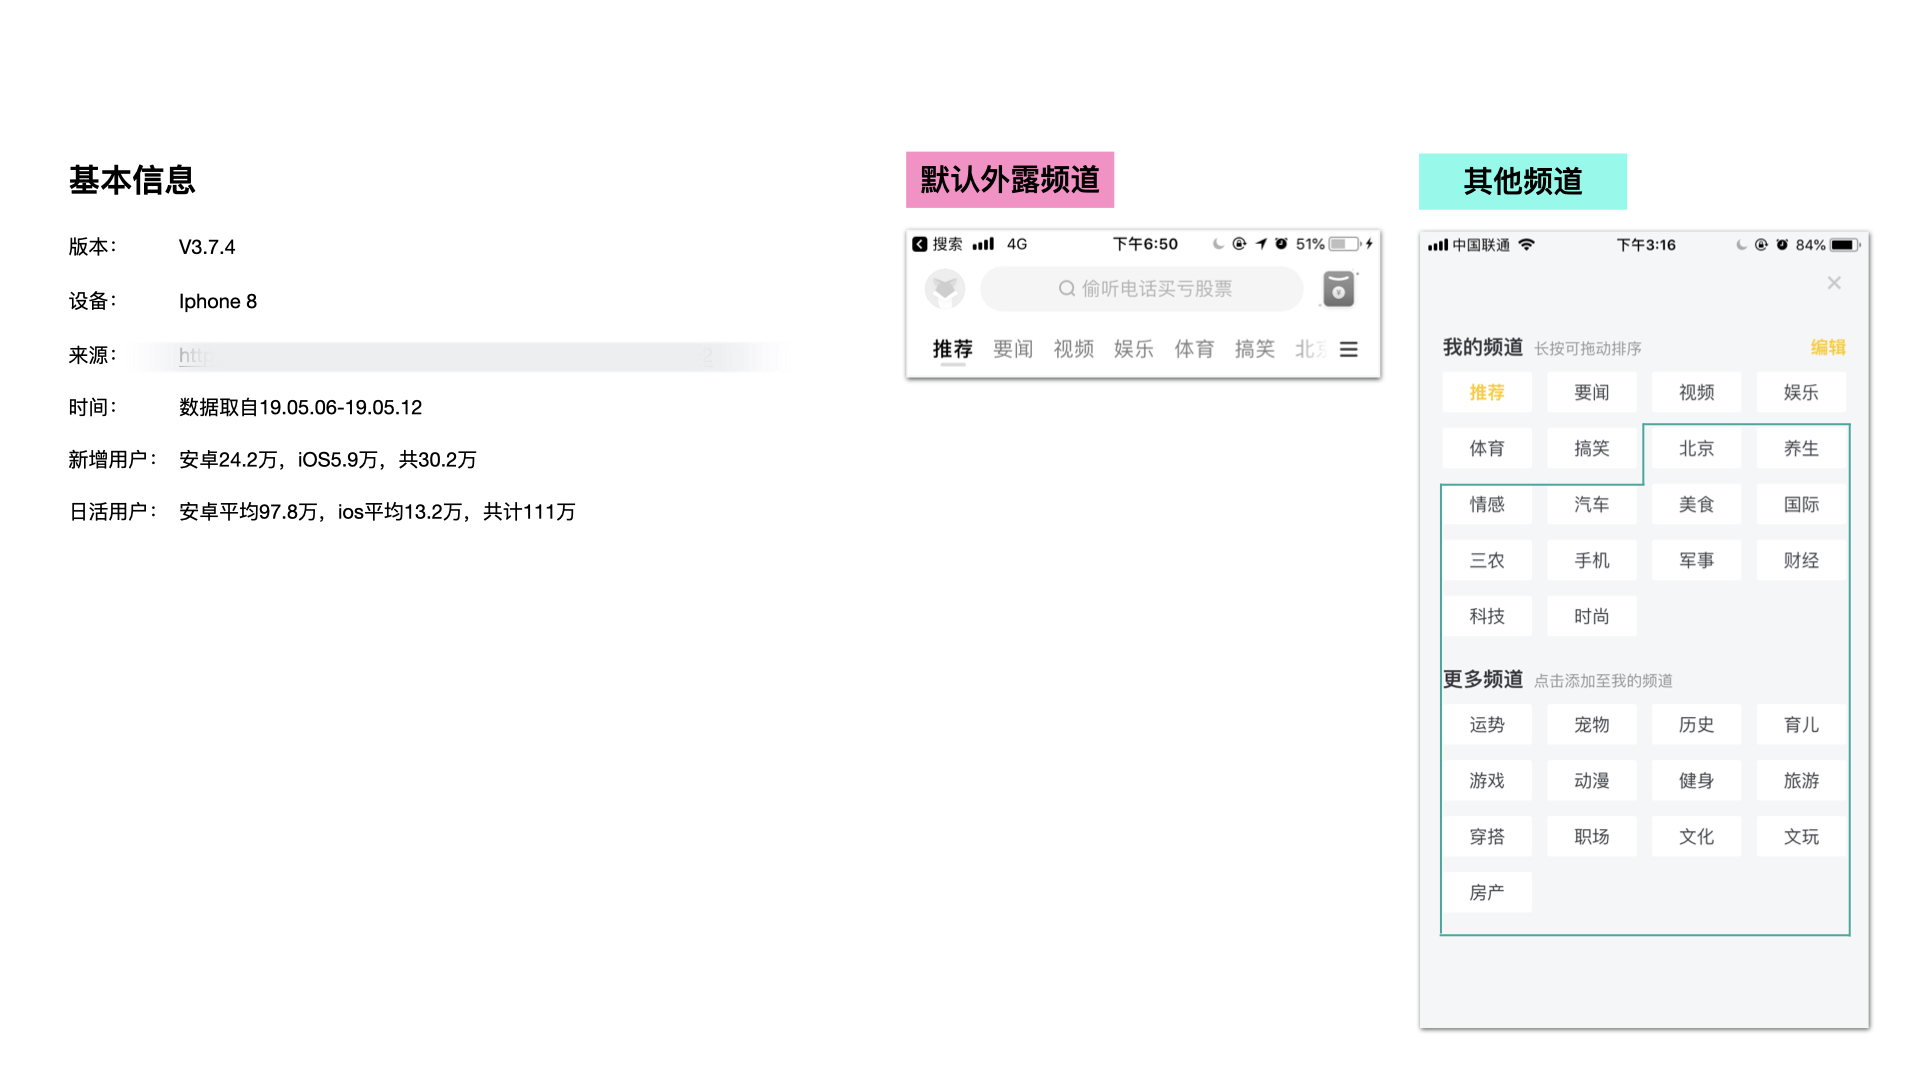 基本信息
版本： V3.7.4
设备： Iphone 8
来源： http
时间： 数据取自19.05.06-19.05.12
新增用户： 安卓24.2万，iOS5.9万，共30.2万
日活用户： 安卓平均97.8万，ios平均13.2万，共计111万
默认外露频道
搜索 4G 下午6:50 51%
偷听电话买亏股票
推荐 要闻 视频 娱乐 体育 搞笑 北京
其他频道
中国联通 下午3:16 84%
我的频道 长按可拖动排序 编辑
推荐 要闻 视频 娱乐
体育 搞笑 北京 养生
情感 汽车 美食 国际
三农 手机 军事 财经
科技 时尚
更多频道 点击添加至我的频道
运势 宠物 历史 育儿
游戏 动漫 健身 旅游
穿搭 职场 文化 文玩
房产